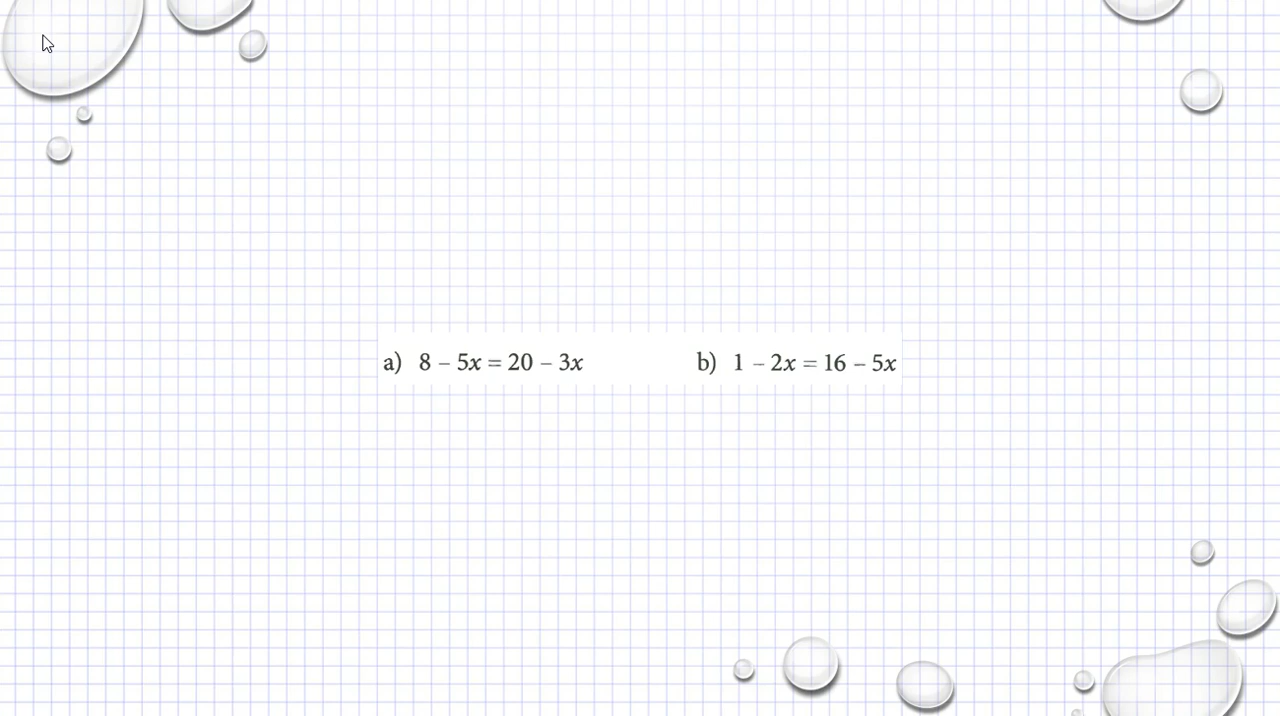 a) 8 – 5x = 20 – 3x b) 1 – 2x = 16 – 5x